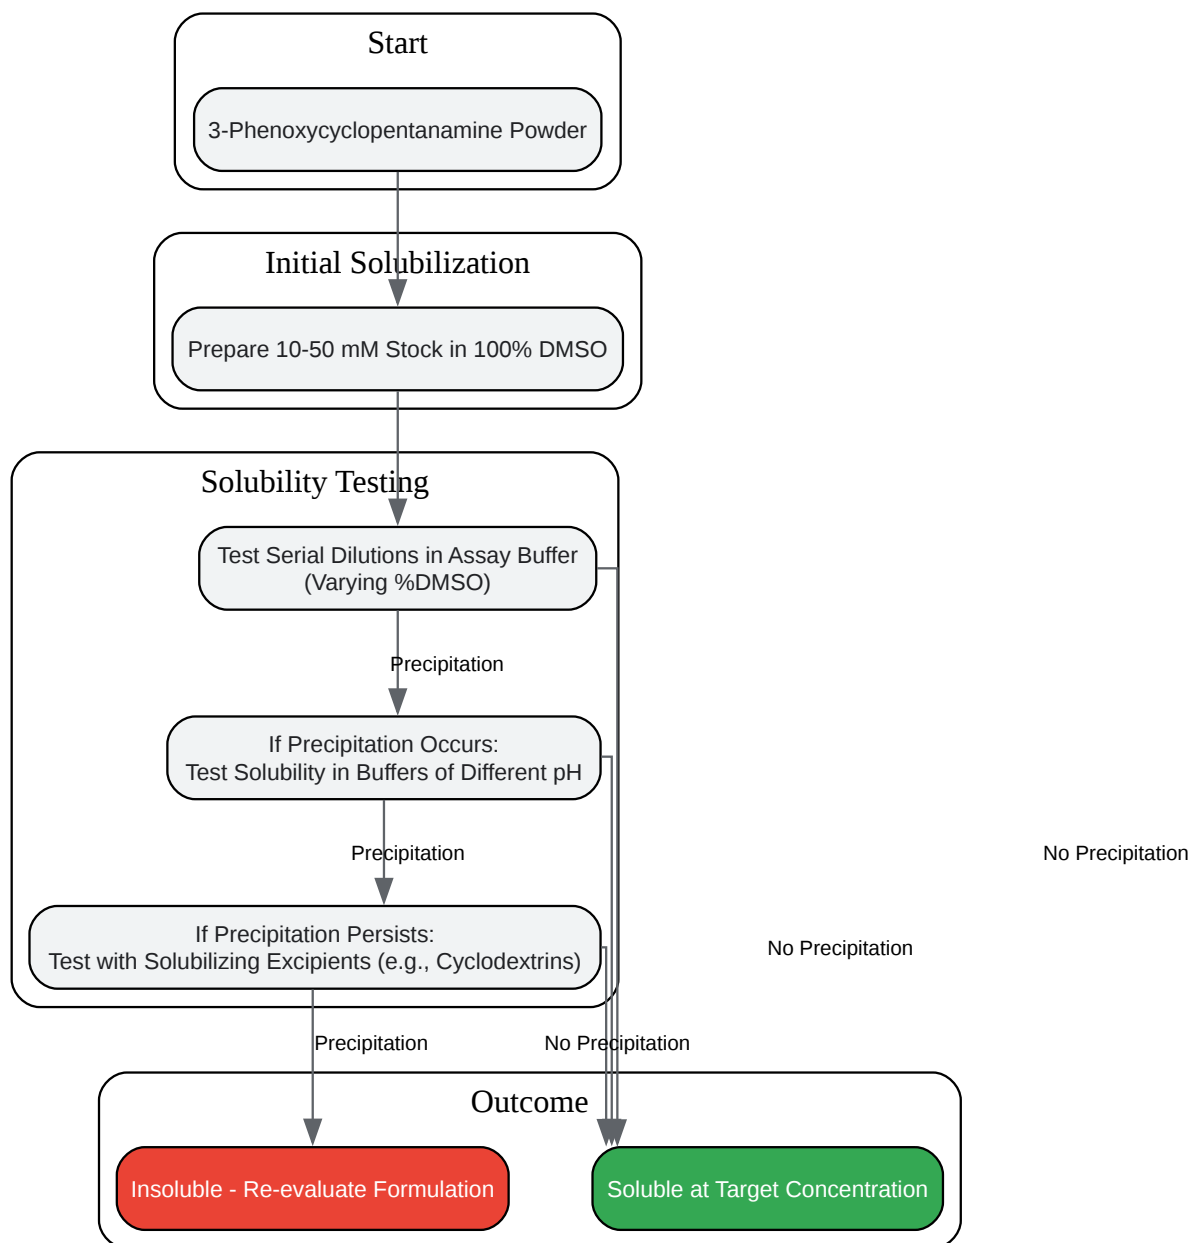 Start
3-Phenoxycyclopentanamine Powder
Initial Solubilization
Prepare 10-50 mM Stock in 100% DMSO
Solubility Testing
Test Serial Dilutions in Assay Buffer
(Varying %DMSO)
Precipitation
If Precipitation Occurs:
Test Solubility in Buffers of Different pH
Precipitation
No Precipitation
If Precipitation Persists:
Test with Solubilizing Excipients (e.g., Cyclodextrins)
No Precipitation
Precipitation
No Precipitation
Outcome
Insoluble - Re-evaluate Formulation
Soluble at Target Concentration